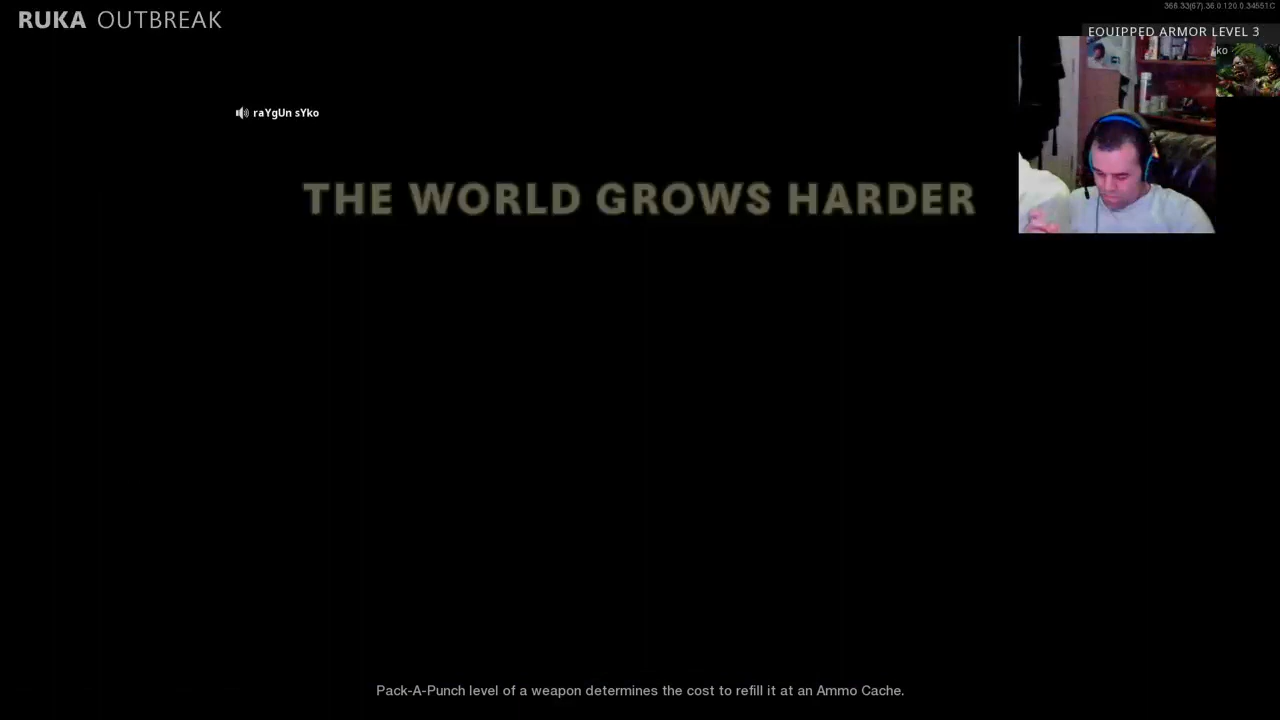 RUKA OUTBREAK
EQUIPPED ARMOR LEVEL 3
ko
raYgUn sYko
THE WORLD GROWS HARDER
Pack-A-Punch level of a weapon determines the cost to refill it at an Ammo Cache.